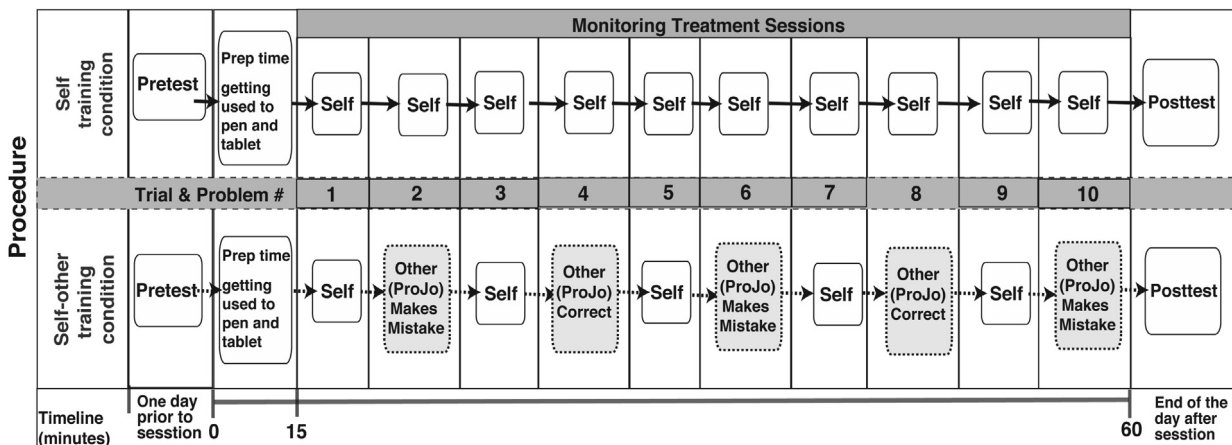 Procedure
Monitoring Treatment Sessions
Self
training
condition
Pretest
Prep time
getting
used to
pen and
tablet
Self
Self
Self
Self
Self
Self
Self
Self
Self
Self
Posttest
Trial & Problem #
1
2
3
4
5
6
7
8
9
10
Self-other
training
condition
Pretest
Prep time
getting
used to
pen and
tablet
Self
Other
(ProJo)
Makes
Mistake
Self
Other
(ProJo)
Correct
Self
Other
(ProJo)
Makes
Mistake
Self
Other
(ProJo)
Correct
Self
Other
(ProJo)
Makes
Mistake
Posttest
Timeline
(minutes)
One day
prior to
sesstion
0
15
60
End of the
day after
sesstion